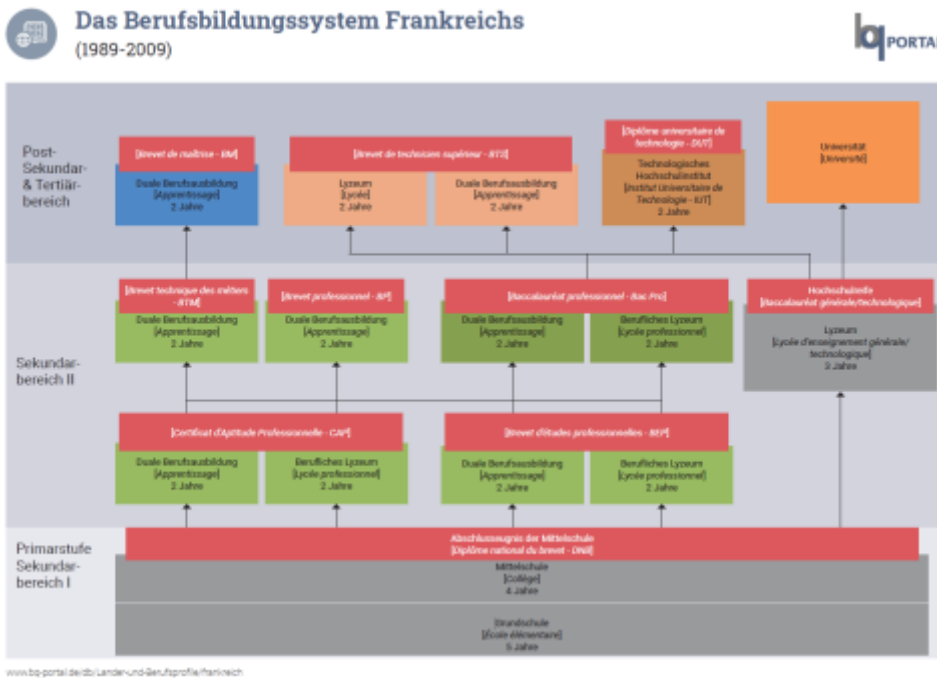 Das Berufsbildungssystem Frankreichs
(1989-2009)
bq PORTAL
Post-
Sekundar-
& Tertiär-
bereich
[Brevet de maîtrise - BM]
Duale Berufsausbildung
[Apprentissage]
2 Jahre
[Brevet de technicien supérieur - BTS]
Lyzeum
[Lycée]
2 Jahre
Duale Berufsausbildung
[Apprentissage]
2 Jahre
[Diplôme universitaire de
technologie - DUT]
Technologisches
Hochschulinstitut
[Institut Universitaire de
Technologie - IUT]
2 Jahre
Universität
[Université]
Sekundar-
bereich II
[Brevet technique des métiers
- BTM]
Duale Berufsausbildung
[Apprentissage]
2 Jahre
[Brevet professionnel - BP]
Duale Berufsausbildung
[Apprentissage]
2 Jahre
[Baccalauréat professionnel - Bac Pro]
Duale Berufsausbildung
[Apprentissage]
2 Jahre
Berufliches Lyzeum
[Lycée professionnel]
2 Jahre
Hochschulreife
[Baccalauréat générale/technologique]
Lyzeum
[Lycée d'enseignement générale/
technologique]
3 Jahre
[Certificat d'Aptitude Professionnelle - CAP]
Duale Berufsausbildung
[Apprentissage]
2 Jahre
Berufliches Lyzeum
[Lycée professionnel]
2 Jahre
[Brevet d'études professionnelles - BEP]
Duale Berufsausbildung
[Apprentissage]
2 Jahre
Berufliches Lyzeum
[Lycée professionnel]
2 Jahre
Primarstufe
Sekundar-
bereich I
Abschlusszeugnis der Mittelschule
[Diplôme national du brevet - DNB]
Mittelschule
[Collège]
4 Jahre
Grundschule
[École élémentaire]
5 Jahre
www.bq-portal.de/db/Länder-und-Berufsprofile/frankreich